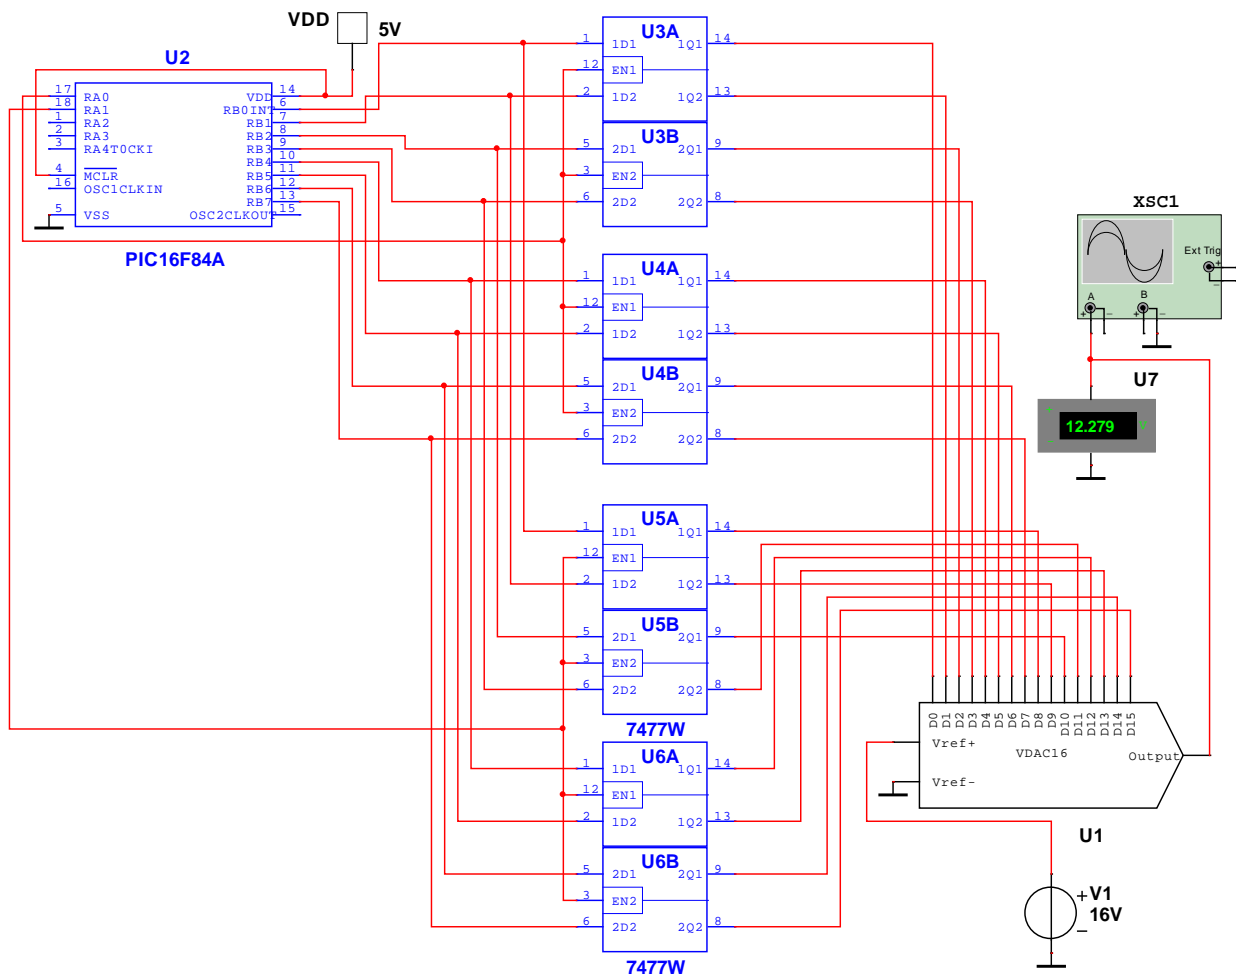 VDD
5V
U2
17 RA0 VDD 14
18 RA1 RB0INT 6
1 RA2 RB1 7
2 RA3 RB2 8
3 RA4T0CKI RB3 9
RB4 10
4 MCLR RB5 11
16 OSC1CLKIN RB6 12
RB7 13
5 VSS OSC2CLKOUT 15
PIC16F84A
U3A
1 1D1 1Q1 14
12 EN1
2 1D2 1Q2 13
U3B
5 2D1 2Q1 9
3 EN2
6 2D2 2Q2 8
U4A
1 1D1 1Q1 14
12 EN1
2 1D2 1Q2 13
U4B
5 2D1 2Q1 9
3 EN2
6 2D2 2Q2 8
U5A
1 1D1 1Q1 14
12 EN1
2 1D2 1Q2 13
U5B
5 2D1 2Q1 9
3 EN2
6 2D2 2Q2 8
7477W
U6A
1 1D1 1Q1 14
12 EN1
2 1D2 1Q2 13
U6B
5 2D1 2Q1 9
3 EN2
6 2D2 2Q2 8
7477W
XSC1
Ext Trig
+
–
A B
+ – + –
U7
+
12.279 V
–
D0 D1 D2 D3 D4 D5 D6 D7 D8 D9 D10 D11 D12 D13 D14 D15
Vref+
VDAC16
Output
Vref-
U1
+
V1
16V
–